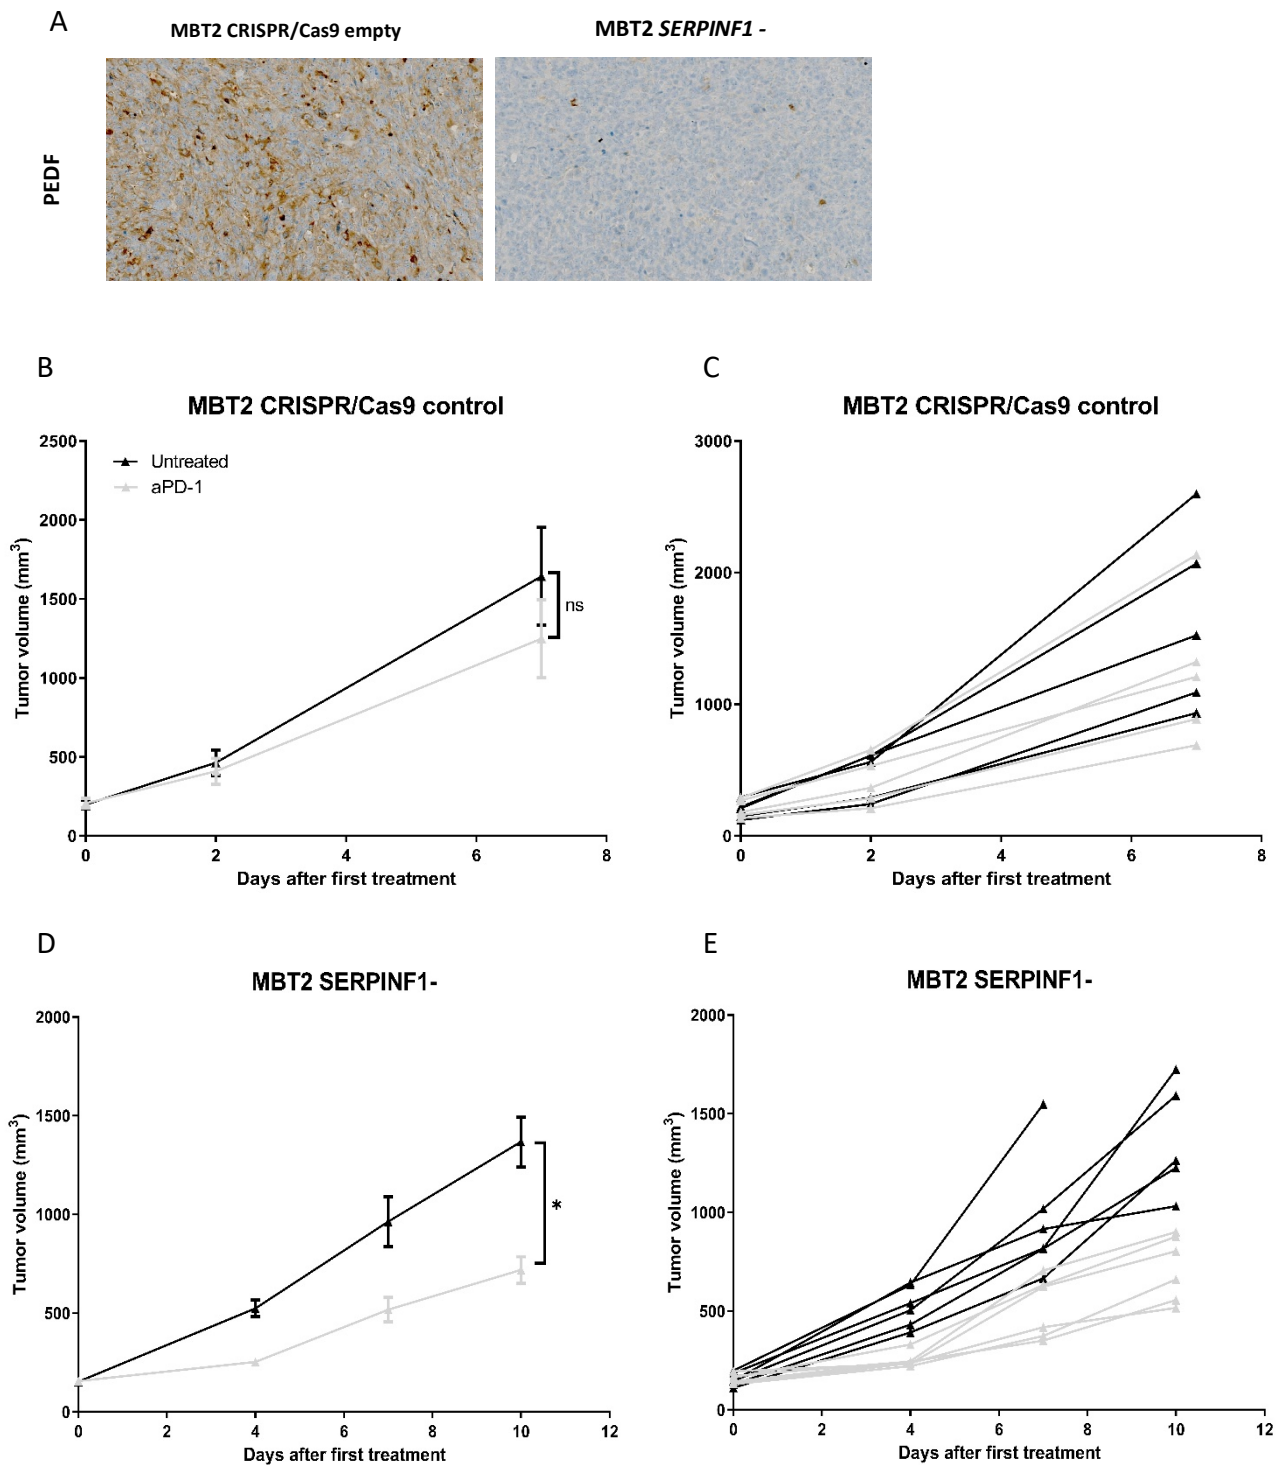 A
MBT2 CRISPR/Cas9 empty
MBT2 SERPINF1 -
PEDF
B
MBT2 CRISPR/Cas9 control
Untreated
aPD-1
Tumor volume (mm³)
2500
2000
1500
1000
500
0
ns
0 2 4 6 8
Days after first treatment
C
MBT2 CRISPR/Cas9 control
Tumor volume (mm³)
3000
2000
1000
0
0 2 4 6 8
Days after first treatment
D
MBT2 SERPINF1-
Tumor volume (mm³)
2000
1500
1000
500
0
*
0 2 4 6 8 10 12
Days after first treatment
E
MBT2 SERPINF1-
Tumor volume (mm³)
2000
1500
1000
500
0
0 2 4 6 8 10 12
Days after first treatment